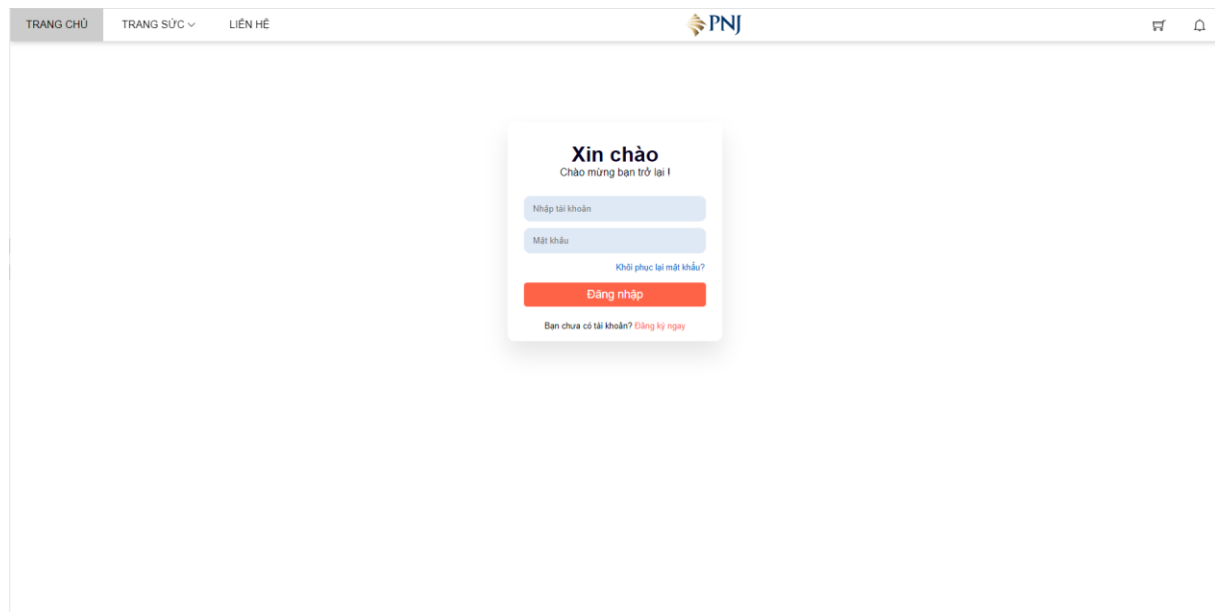 TRANG CHỦ TRANG SỨC LIÊN HỆ PNJ
Xin chào
Chào mừng bạn trở lại !
Nhập tài khoản
Mật khẩu
Khôi phục lại mật khẩu?
Đăng nhập
Bạn chưa có tài khoản? Đăng ký ngay